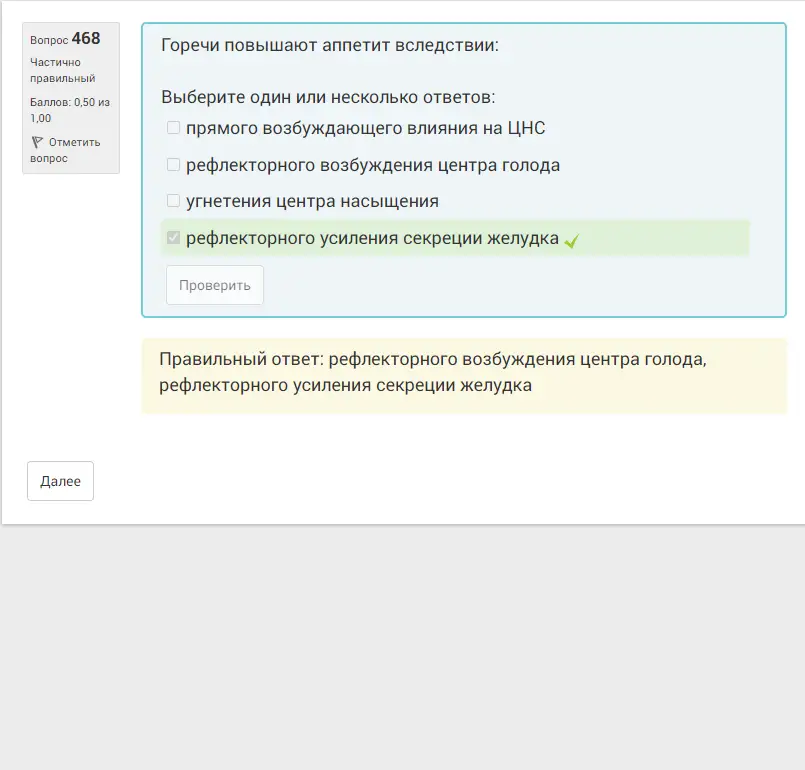 Вопрос 468
Частично
правильный
Баллов: 0,50 из
1,00
Отметить
вопрос
Горечи повышают аппетит вследствии:
Выберите один или несколько ответов:
прямого возбуждающего влияния на ЦНС
рефлекторного возбуждения центра голода
угнетения центра насыщения
рефлекторного усиления секреции желудка
Проверить
Правильный ответ: рефлекторного возбуждения центра голода,
рефлекторного усиления секреции желудка
Далее